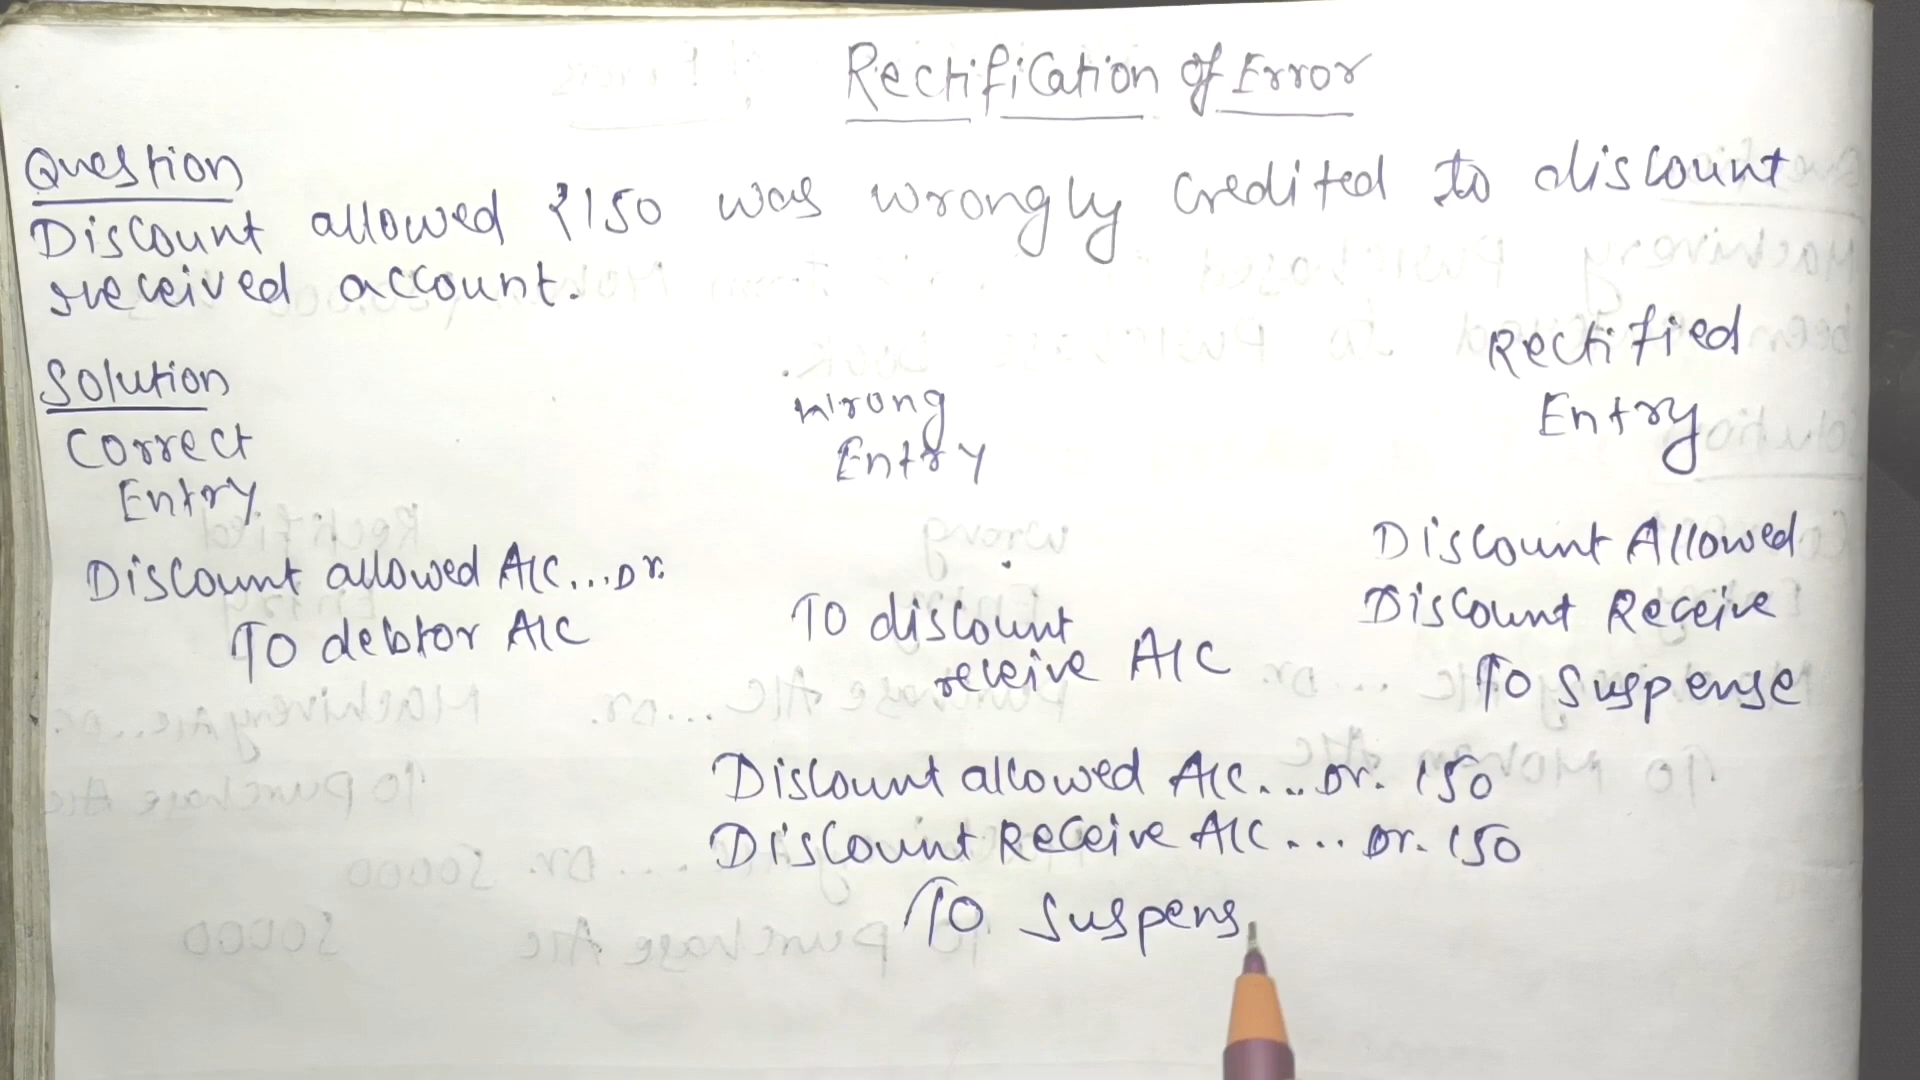 Rectification of Error
Question
Discount allowed ₹150 was wrongly credited to discount
received account.
Solution
Correct
Entry
Wrong
Entry
Rectified
Entry
Discount allowed A/C...Dr.
To debtor A/C
To discount
receive A/C
Discount Allowed
Discount Receive
To Suspense
Discount allowed A/C... Dr. 150
Discount Receive A/C... Dr. 150
To Suspens